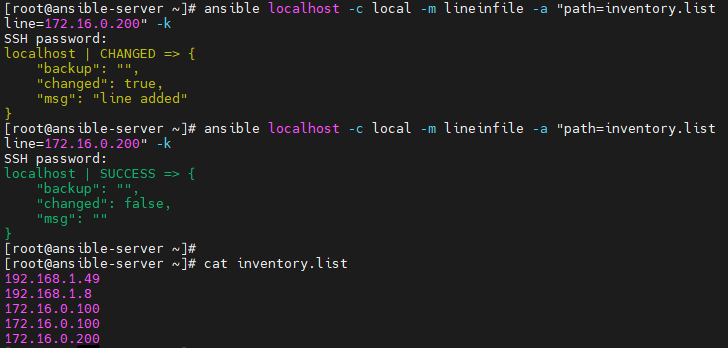 [root@ansible-server ~]# ansible localhost -c local -m lineinfile -a "path=inventory.list
line=172.16.0.200" -k
SSH password:
localhost | CHANGED => {
    "backup": "",
    "changed": true,
    "msg": "line added"
}
[root@ansible-server ~]# ansible localhost -c local -m lineinfile -a "path=inventory.list
line=172.16.0.200" -k
SSH password:
localhost | SUCCESS => {
    "backup": "",
    "changed": false,
    "msg": ""
}
[root@ansible-server ~]#
[root@ansible-server ~]# cat inventory.list
192.168.1.49
192.168.1.8
172.16.0.100
172.16.0.100
172.16.0.200